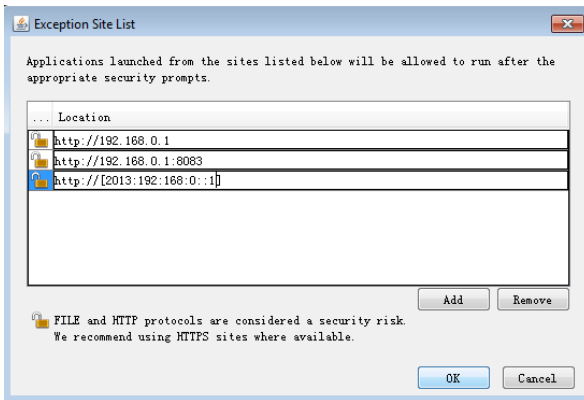 Exception Site List
Applications launched from the sites listed below will be allowed to run after the
appropriate security prompts.
... Location
http://192.168.0.1
http://192.168.0.1:8083
http://[2013:192:168:0::1]
Add Remove
FILE and HTTP protocols are considered a security risk.
We recommend using HTTPS sites where available.
OK Cancel